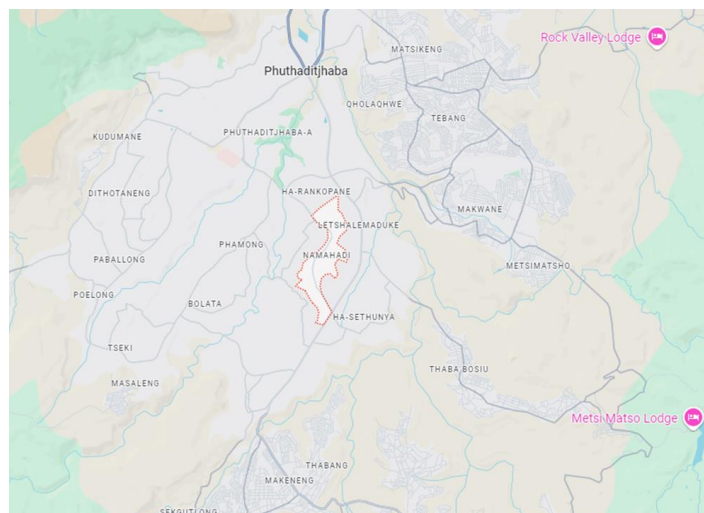 Rock Valley Lodge
MATSIKENG
Phuthaditjhaba
QHOLAQHWE
TEBANG
KUDUMANE
PHUTHADITJHABA-A
DITHOTANENG
HA-RANKOPANE
MAKWANE
LETSHALEMADUKE
PHAMONG
NAMAHADI
PABALLONG
METSIMATSHO
POELONG
BOLATA
HA-SETHUNYA
TSEKI
THABA BOSIU
MASALENG
Metsi Matso Lodge
THABANG
MAKENENG
SEKGUTLONG